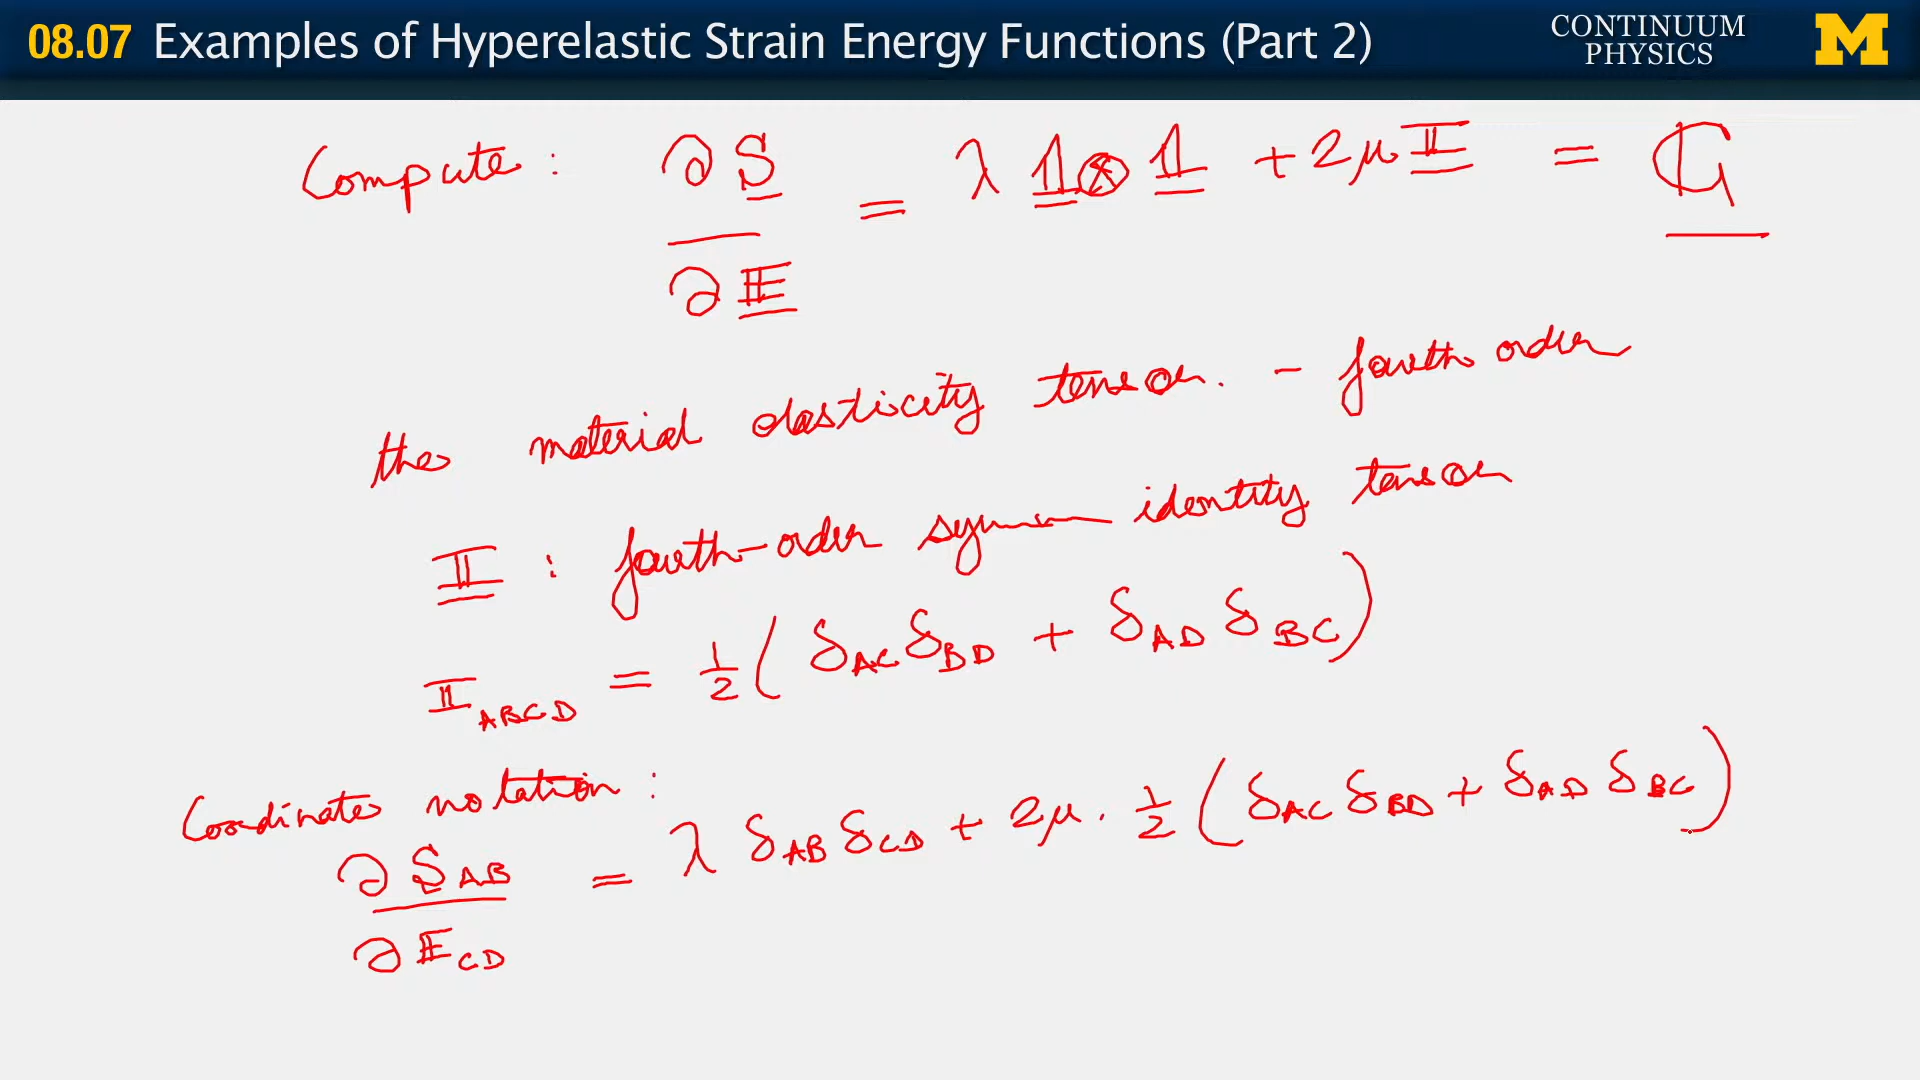 08.07 Examples of Hyperelastic Strain Energy Functions (Part 2)
CONTINUUM
PHYSICS
M
Compute : ∂S/∂E = λ 1⊗1 + 2μ𝕀 = ℂ
the material elasticity tensor. - fourth order
𝕀 : fourth-order symm identity tensor
𝕀ABCD = 1/2 ( δAC δBD + δAD δBC )
Coordinate notation :
∂SAB/∂ECD = λ δAB δCD + 2μ · 1/2 ( δAC δBD + δAD δBC )